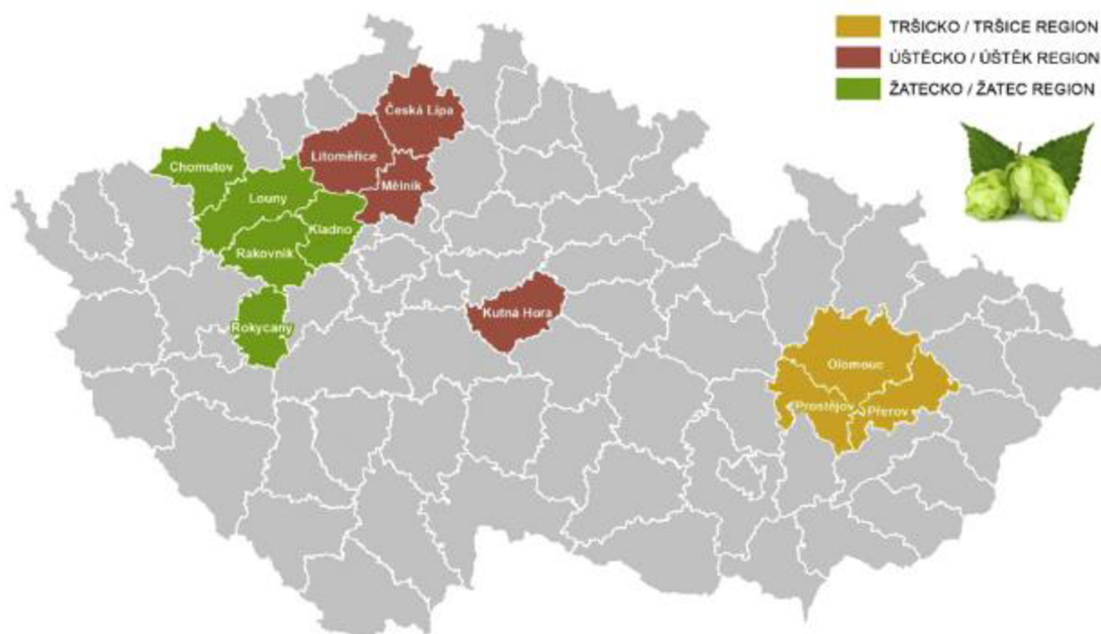 TRŠICKO / TRŠICE REGION
ÚŠTĚCKO / ÚŠTĚK REGION
ŽATECKO / ŽATEC REGION
Česká Lípa
Litoměřice
Chomutov
Mělník
Louny
Kladno
Rakovník
Kutná Hora
Rokycany
Olomouc
Prostějov
Přerov